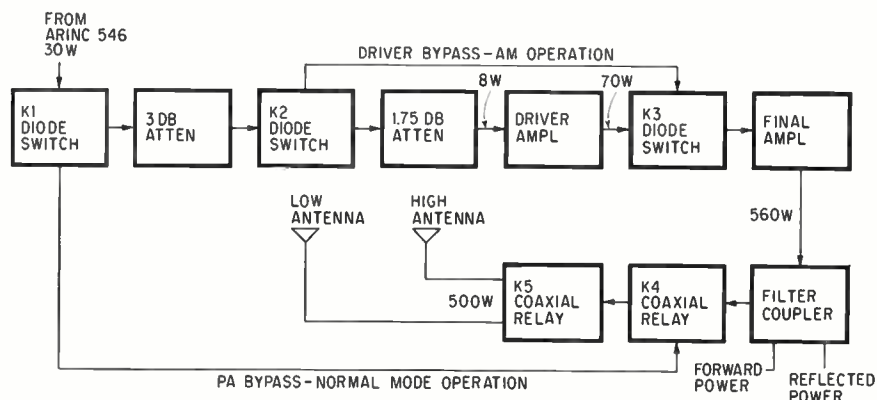 FROM
ARINC 546
30W
DRIVER BYPASS-AM OPERATION
K1
DIODE
SWITCH
3 DB
ATTEN
K2
DIODE
SWITCH
1.75 DB
ATTEN
8W
DRIVER
AMPL
70W
K3
DIODE
SWITCH
FINAL
AMPL
LOW
ANTENNA
HIGH
ANTENNA
560W
500W
K5
COAXIAL
RELAY
K4
COAXIAL
RELAY
FILTER
COUPLER
PA BYPASS-NORMAL MODE OPERATION
FORWARD
POWER
REFLECTED
POWER